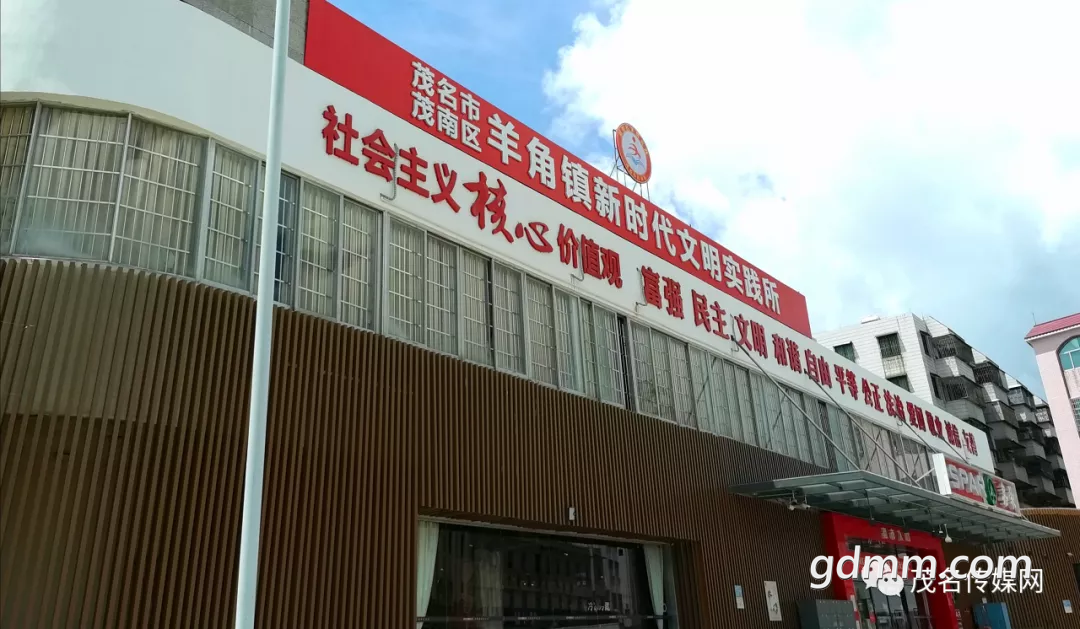 茂名市
茂南区
羊角镇新时代文明实践所
社会主义核心价值观 富强 民主 文明 和谐 自由 平等 公正 法治 爱国 敬业 诚信 友善
SPAR
gdmm.com
茂名传媒网